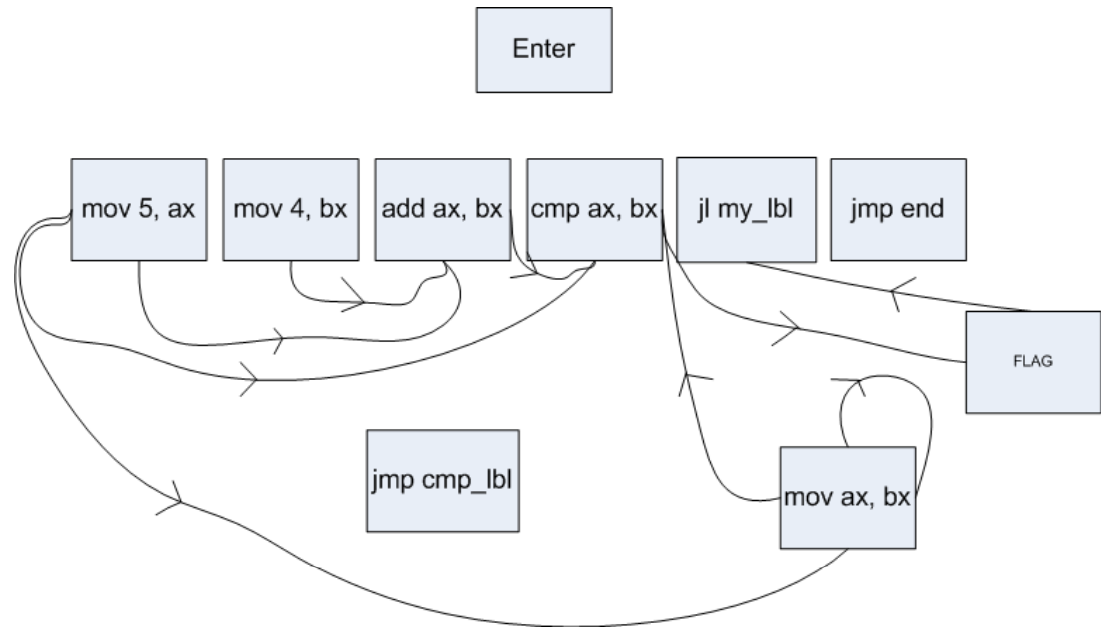 Enter
mov 5, ax
mov 4, bx
add ax, bx
cmp ax, bx
jl my_lbl
jmp end
FLAG
jmp cmp_lbl
mov ax, bx